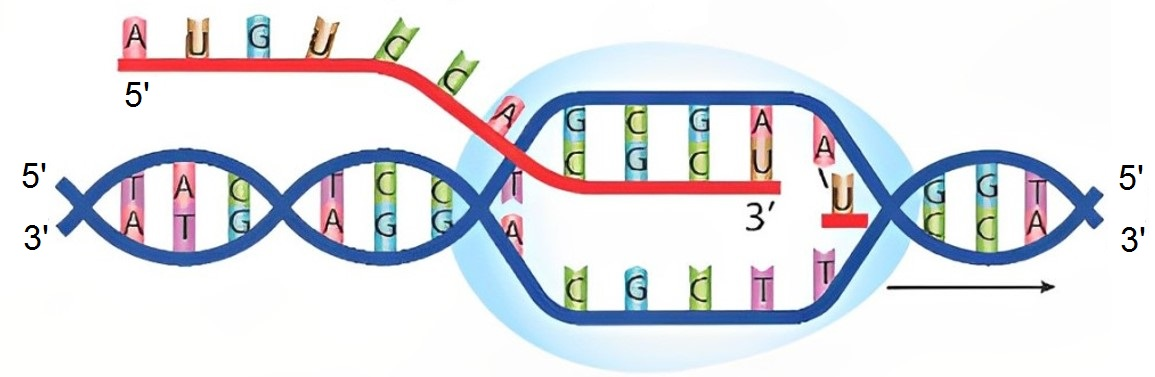 A U G U C C A
5'
G C G A A
C G C U U
3'
5' T A C T C C T G G T 5'
3' A T G A G G A C C A 3'
C G C T T